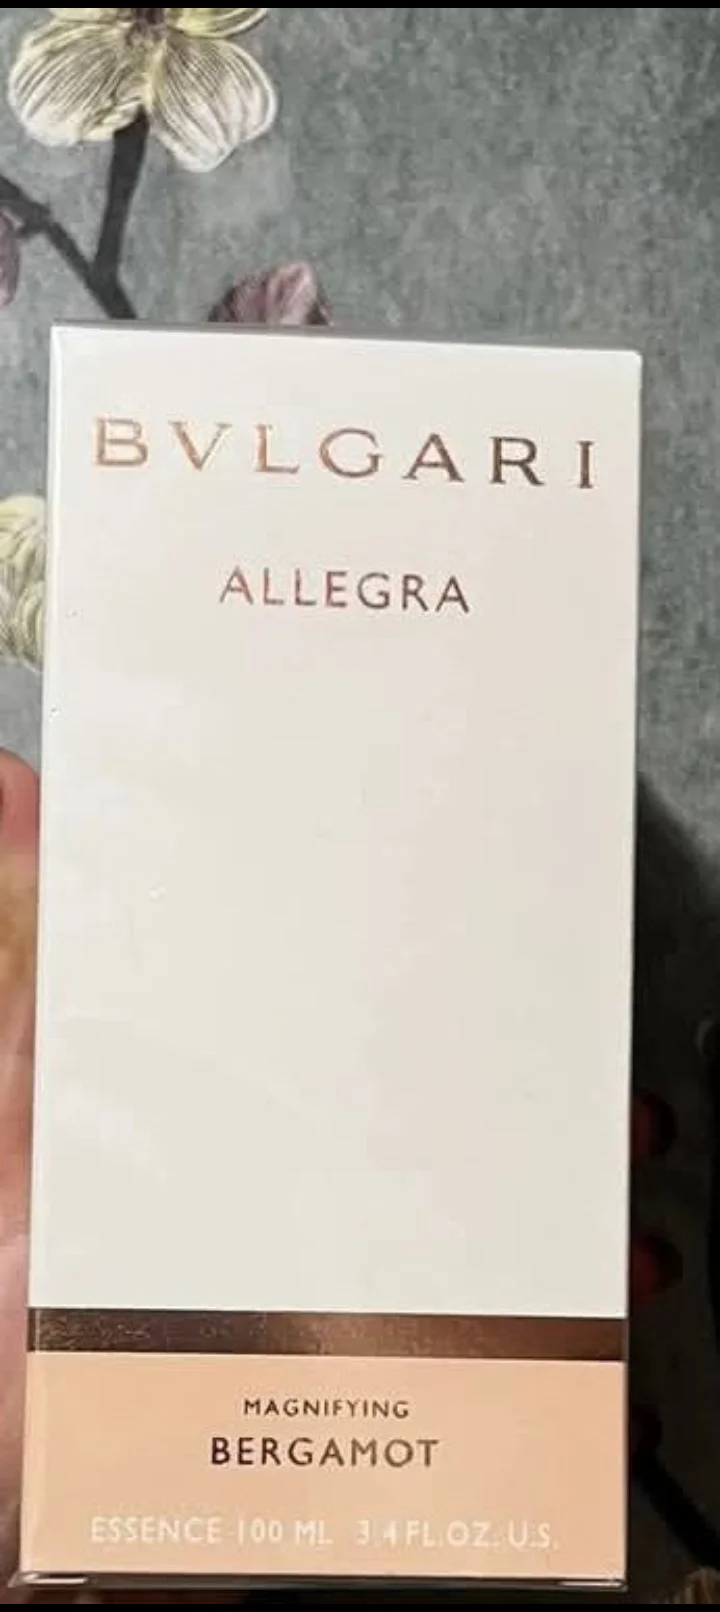 BVLGARI
ALLEGRA
MAGNIFYING
BERGAMOT
ESSENCE 100 ML 3.4 FL.OZ. U.S.